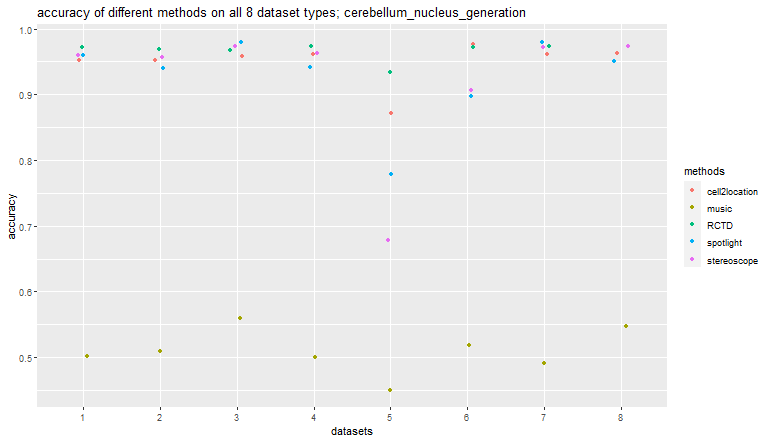 accuracy of different methods on all 8 dataset types; cerebellum_nucleus_generation
1.0
0.9
0.8
0.7
0.6
0.5
accuracy
1 2 3 4 5 6 7 8
datasets
methods
cell2location
music
RCTD
spotlight
stereoscope